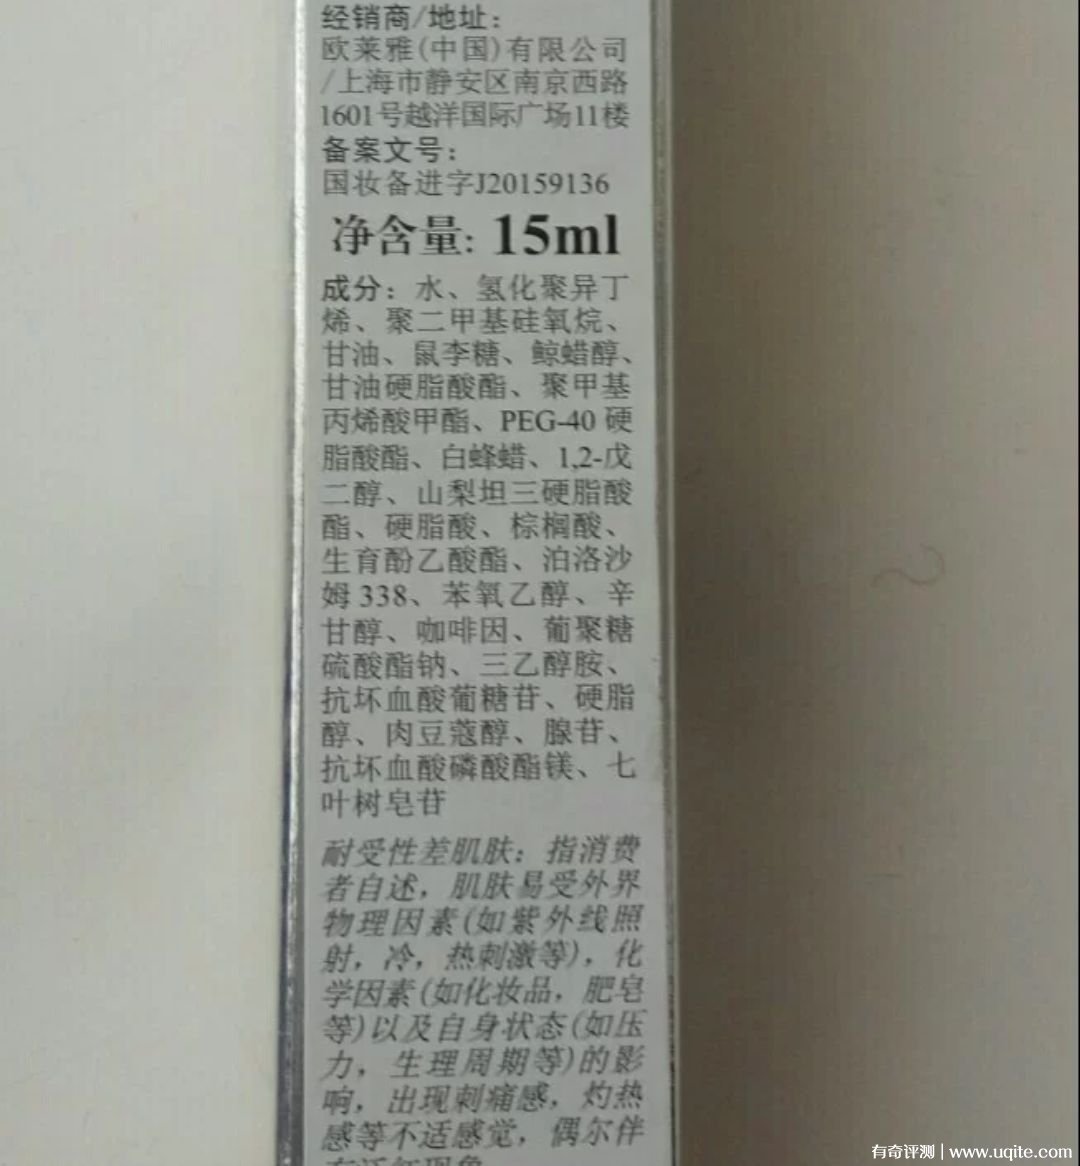 经销商/地址：
欧莱雅(中国)有限公司
/上海市静安区南京西路
1601号越洋国际广场11楼
备案文号：
国妆备进字J20159136
净含量: 15ml
成分：水、氢化聚异丁
烯、聚二甲基硅氧烷、
甘油、鼠李糖、鲸蜡醇、
甘油硬脂酸酯、聚甲基
丙烯酸甲酯、PEG-40 硬
脂酸酯、白蜂蜡、1,2-戊
二醇、山梨坦三硬脂酸
酯、硬脂酸、棕榈酸、
生育酚乙酸酯、泊洛沙
姆 338、苯氧乙醇、辛
甘醇、咖啡因、葡聚糖
硫酸酯钠、三乙醇胺、
抗坏血酸葡糖苷、硬脂
醇、肉豆蔻醇、腺苷、
抗坏血酸磷酸酯镁、七
叶树皂苷
耐受性差肌肤：指消费
者自述，肌肤易受外界
物理因素(如紫外线照
射，冷，热刺激等)，化
学因素(如化妆品，肥皂
等)以及自身状态(如压
力，生理周期等)的影
响，出现刺痛感，灼热
感等不适感觉，偶尔伴
有奇评测 | www.uqite.com